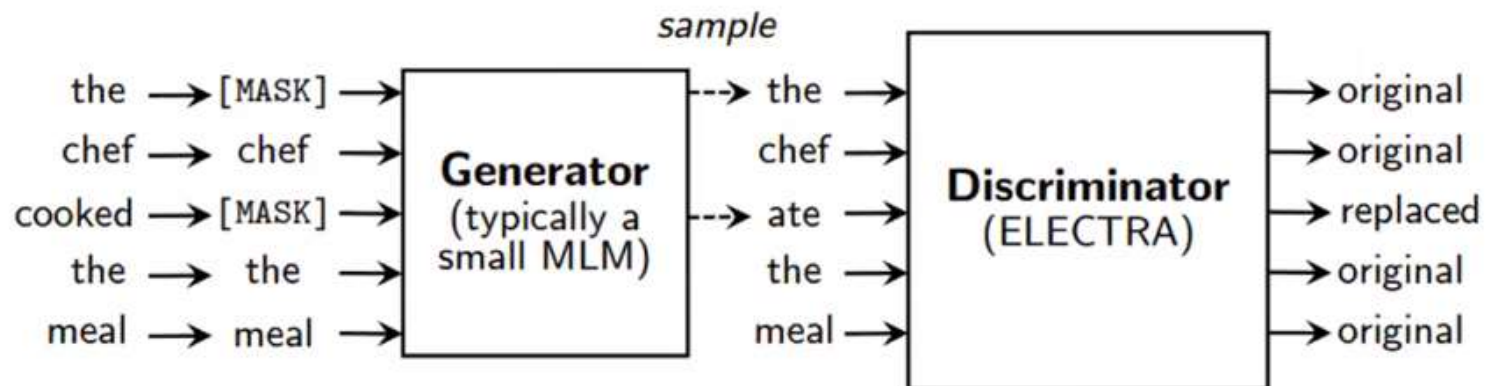 sample
the [MASK] the original
chef chef chef original
cooked [MASK] ate replaced
the the the original
meal meal meal original
Generator
(typically a
small MLM)
Discriminator
(ELECTRA)